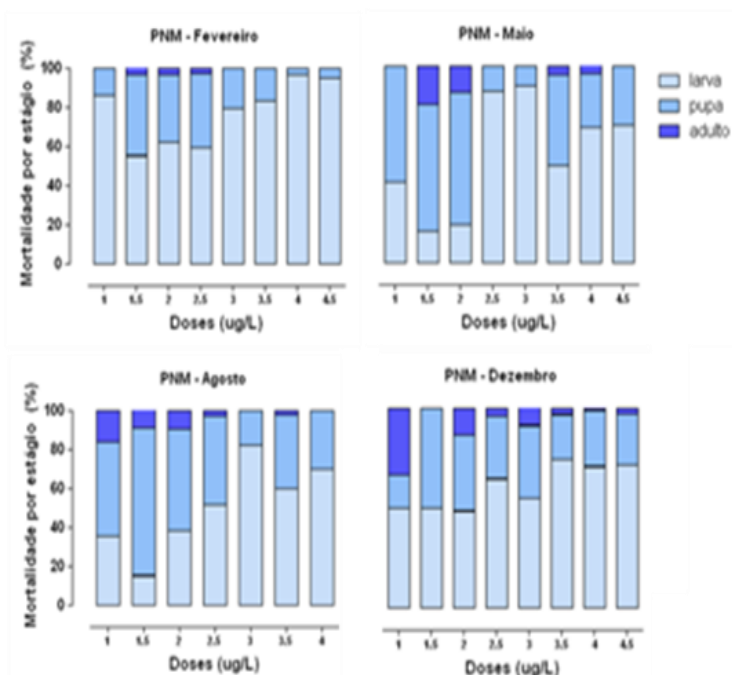 PNM - Fevereiro
Mortalidade por estágio (%)
100
80
60
40
20
0
1 1.5 2 2.5 3 3.5 4 4.5
Doses (ug/L)
PNM - Maio
1 1.5 2 2.5 3 3.5 4 4.5
Doses (ug/L)
larva
pupa
adulto
PNM - Agosto
Mortalidade por estágio (%)
100
80
60
40
20
0
1 1.5 2 2.5 3 3.5 4
Doses (ug/L)
PNM - Dezembro
1 1.5 2 2.5 3 3.5 4 4.5
Doses (ug/L)